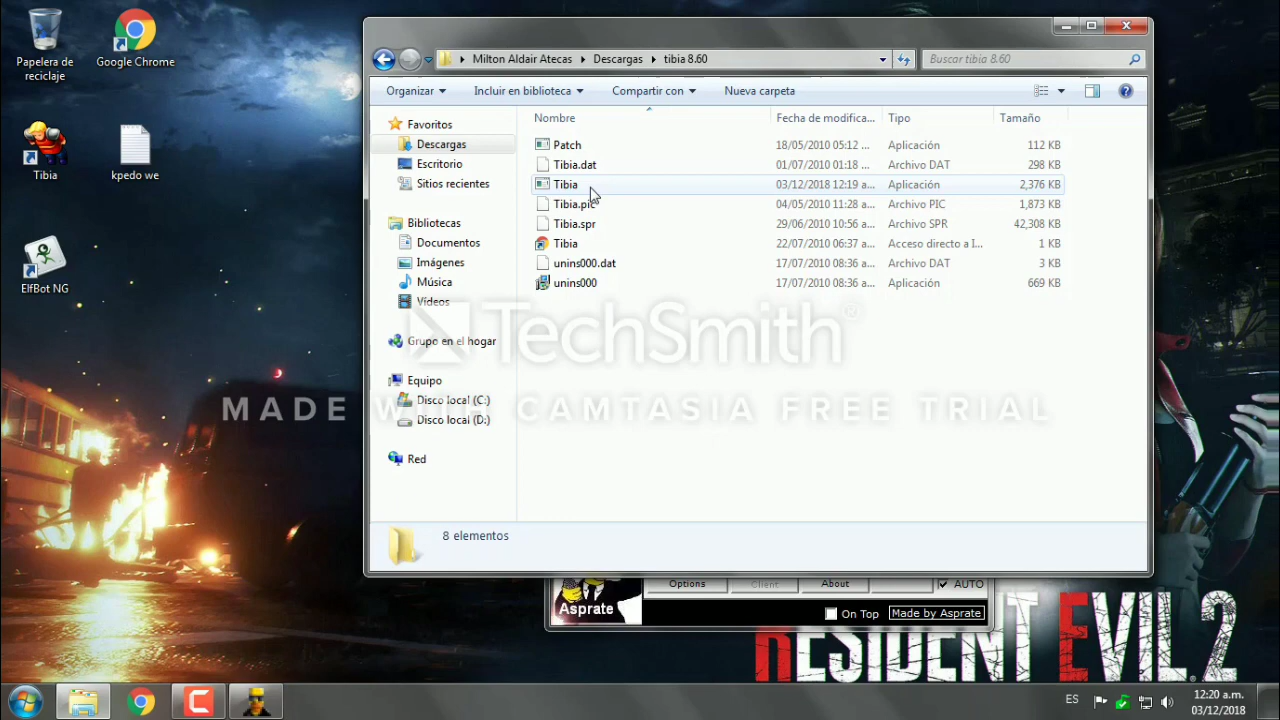 Papelera de
reciclaje
Google Chrome
Tibia
kpedo we
ElfBot NG
Milton Aldair Atecas
Descargas
tibia 8.60
Buscar tibia 8.60
Organizar
Incluir en biblioteca
Compartir con
Nueva carpeta
Favoritos
Descargas
Escritorio
Sitios recientes
Bibliotecas
Documentos
Imágenes
Música
Vídeos
Grupo en el hogar
Equipo
Disco local (C:)
Disco local (D:)
Red
Nombre Fecha de modifica... Tipo Tamaño
Patch 18/05/2010 05:12 ... Aplicación 112 KB
Tibia.dat 01/07/2010 01:18 ... Archivo DAT 298 KB
Tibia 03/12/2018 12:19 a... Aplicación 2,376 KB
Tibia.pic 04/05/2010 11:28 a... Archivo PIC 1,873 KB
Tibia.spr 29/06/2010 10:56 a... Archivo SPR 42,308 KB
Tibia 22/07/2010 06:37 a... Acceso directo a I... 1 KB
unins000.dat 17/07/2010 08:36 a... Archivo DAT 3 KB
unins000 17/07/2010 08:36 a... Aplicación 669 KB
TechSmith®
MADE WITH CAMTASIA FREE TRIAL
8 elementos
Options Client About AUTO
Asprate On Top Made by Asprate
RESIDENT EVIL 2
ES
12:20 a.m.
03/12/2018